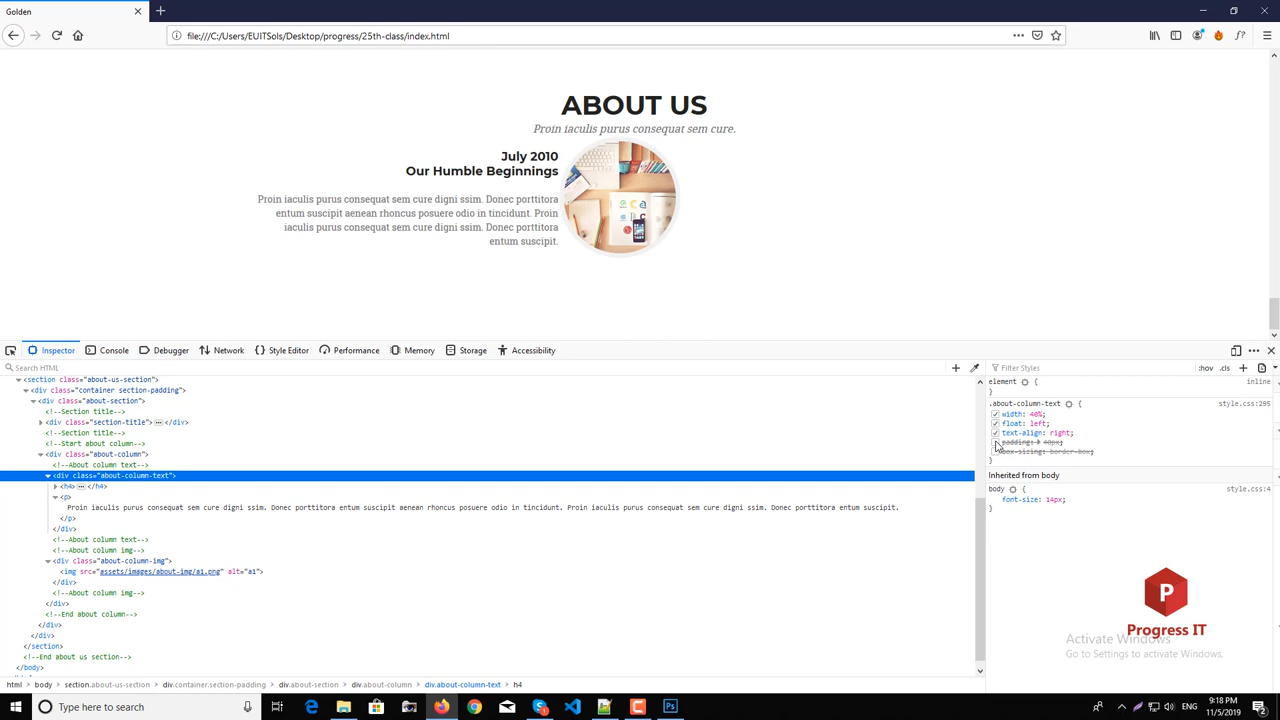 Golden
file:///C:/Users/EUITSols/Desktop/progress/25th-class/index.html
ABOUT US
Proin iaculis purus consequat sem cure.
July 2010
Our Humble Beginnings
Proin iaculis purus consequat sem cure digni ssim. Donec porttitora
entum suscipit aenean rhoncus posuere odio in tincidunt. Proin
iaculis purus consequat sem cure digni ssim. Donec porttitora
entum suscipit.
Inspector Console Debugger Network Style Editor Performance Memory Storage Accessibility
Search HTML
Filter Styles :hov .cls
<section class="about-us-section">
<div class="container section-padding">
<div class="about-section">
<!--Section title-->
<div class="section-title"></div>
<!--Section title-->
<!--Start about column-->
<div class="about-column">
<!--About column text-->
<div class="about-column-text">
<h4></h4>
<p>
Proin iaculis purus consequat sem cure digni ssim. Donec porttitora entum suscipit aenean rhoncus posuere odio in tincidunt. Proin iaculis purus consequat sem cure digni ssim. Donec porttitora entum suscipit.
</p>
</div>
<!--About column text-->
<!--About column img-->
<div class="about-column-img">
<img src="assets/images/about-img/a1.png" alt="a1">
</div>
<!--About column img-->
</div>
<!--End about column-->
</div>
</div>
</section>
<!--End about us section-->
</body>
element { inline
}
.about-column-text { style.css:295
width: 40%;
float: left;
text-align: right;
padding: 40px;
box-sizing: border-box;
}
Inherited from body
body { style.css:4
font-size: 14px;
}
P
Progress IT
Activate Windows
Go to Settings to activate Windows.
html body section.about-us-section div.container.section-padding div.about-section div.about-column div.about-column-text h4
Type here to search
ENG
9:18 PM
11/5/2019
2